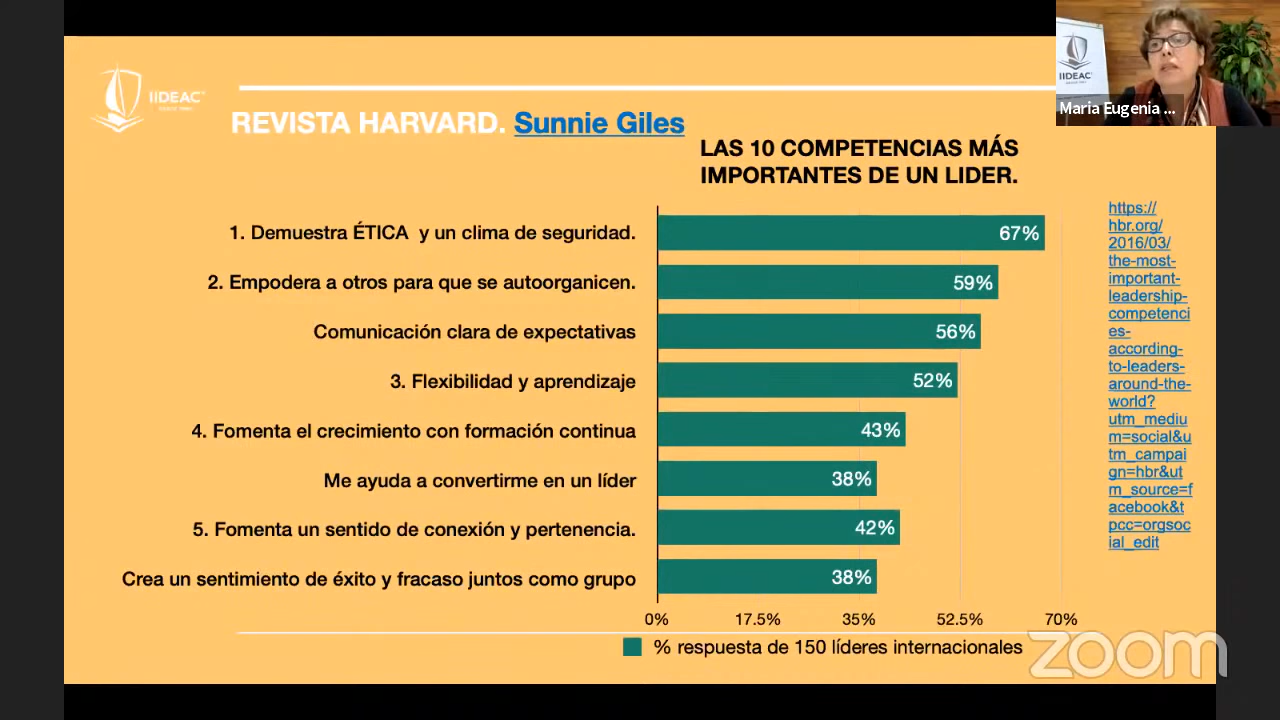 IIDEAC
REVISTA HARVARD. Sunnie Giles
LAS 10 COMPETENCIAS MÁS
IMPORTANTES DE UN LIDER.
1. Demuestra ÉTICA y un clima de seguridad.
67%
2. Empodera a otros para que se autoorganicen.
59%
Comunicación clara de expectativas
56%
3. Flexibilidad y aprendizaje
52%
4. Fomenta el crecimiento con formación continua
43%
Me ayuda a convertirme en un líder
38%
5. Fomenta un sentido de conexión y pertenencia.
42%
Crea un sentimiento de éxito y fracaso juntos como grupo
38%
0%
17.5%
35%
52.5%
70%
% respuesta de 150 líderes internacionales
https://
hbr.org/
2016/03/
the-most-
important-
leadership-
competenci
es-
according-
to-leaders-
around-the-
world?
utm_mediu
m=social&u
tm_campai
gn=hbr&ut
m_source=f
acebook&t
pcc=orgsoc
ial_edit
IIDEAC
Maria Eugenia ...
zoom